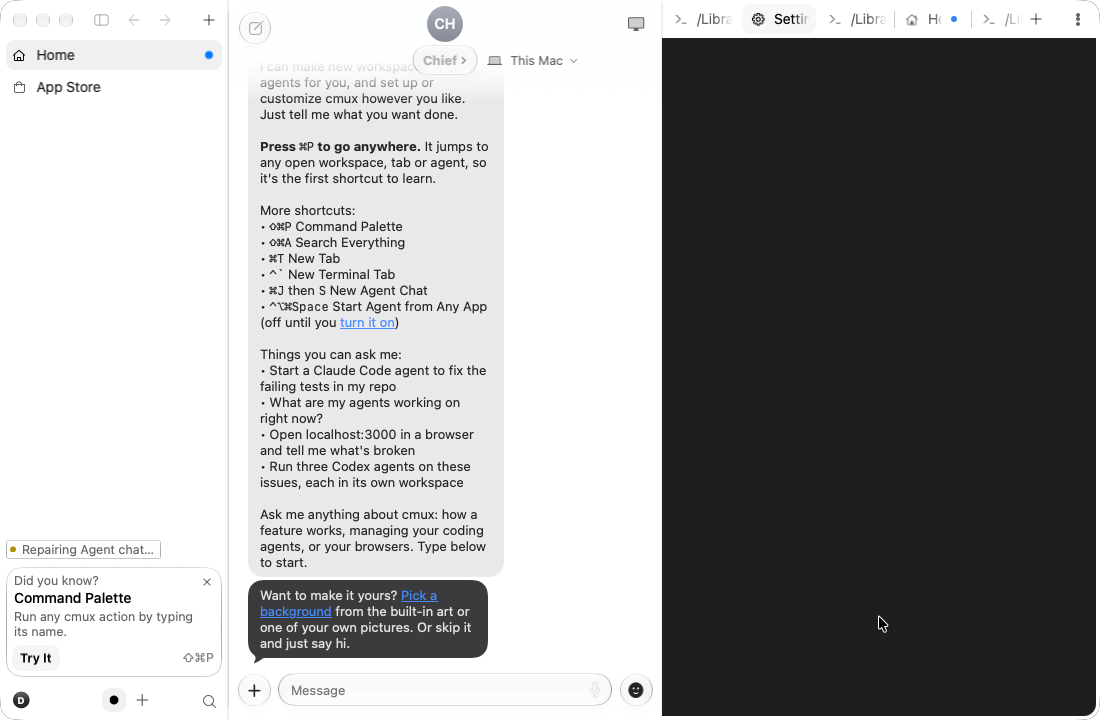 Home
App Store
Repairing Agent chat...
Did you know?
Command Palette
Run any cmux action by typing
its name.
Try It
⇧⌘P
D
CH
Chief ›
This Mac
I can make new
agents for you, and set up or
customize cmux however you like.
Just tell me what you want done.
Press ⌘P to go anywhere. It jumps to
any open workspace, tab or agent, so
it's the first shortcut to learn.
More shortcuts:
• ⇧⌘P Command Palette
• ⇧⌘A Search Everything
• ⌘T New Tab
• ^` New Terminal Tab
• ⌘J then S New Agent Chat
• ^⌥⌘Space Start Agent from Any App
(off until you turn it on)
Things you can ask me:
• Start a Claude Code agent to fix the
failing tests in my repo
• What are my agents working on
right now?
• Open localhost:3000 in a browser
and tell me what's broken
• Run three Codex agents on these
issues, each in its own workspace
Ask me anything about cmux: how a
feature works, managing your coding
agents, or your browsers. Type below
to start.
Want to make it yours? Pick a
background from the built-in art or
one of your own pictures. Or skip it
and just say hi.
Message
/Libra
Settin
/Libra
H
/Li